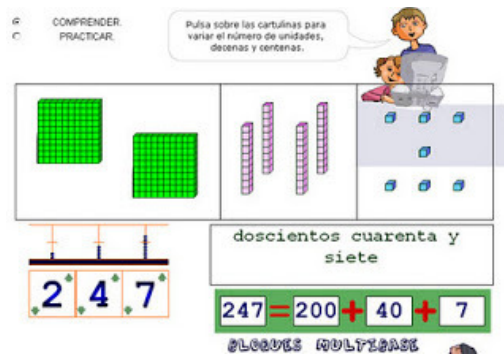 COMPRENDER.
PRACTICAR.
Pulsa sobre las cartulinas para
variar el número de unidades,
decenas y centenas.
doscientos cuarenta y
siete
2 4 7
247 = 200 + 40 + 7
BLOQUES MULTIBASE